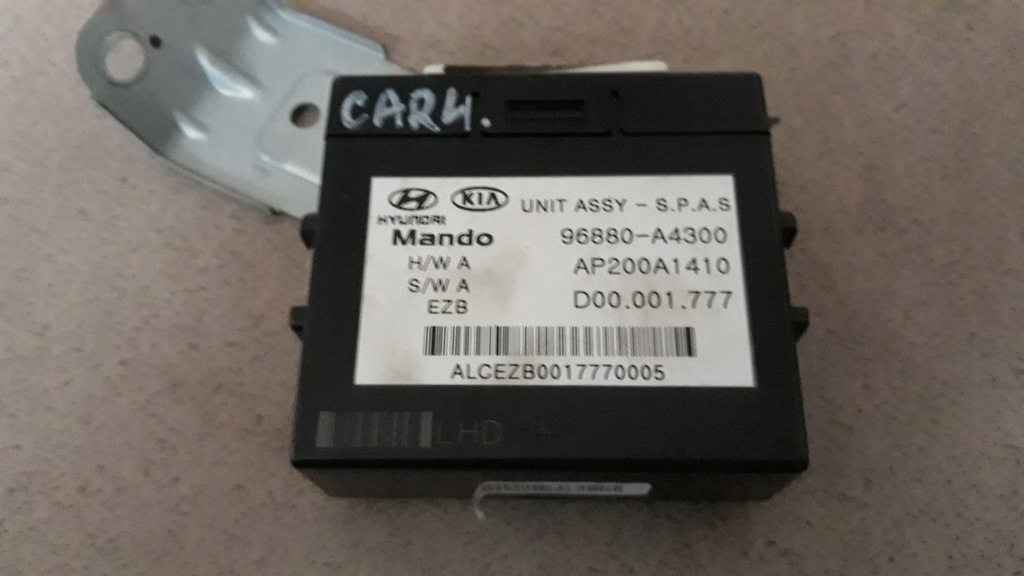 CAR4.
HYUNDAI KIA UNIT ASSY - S.P.A.S
Mando 96880-A4300
H/W A AP200A1410
S/W A
EZB D00.001.777
ALCEZB0017770005
LHD